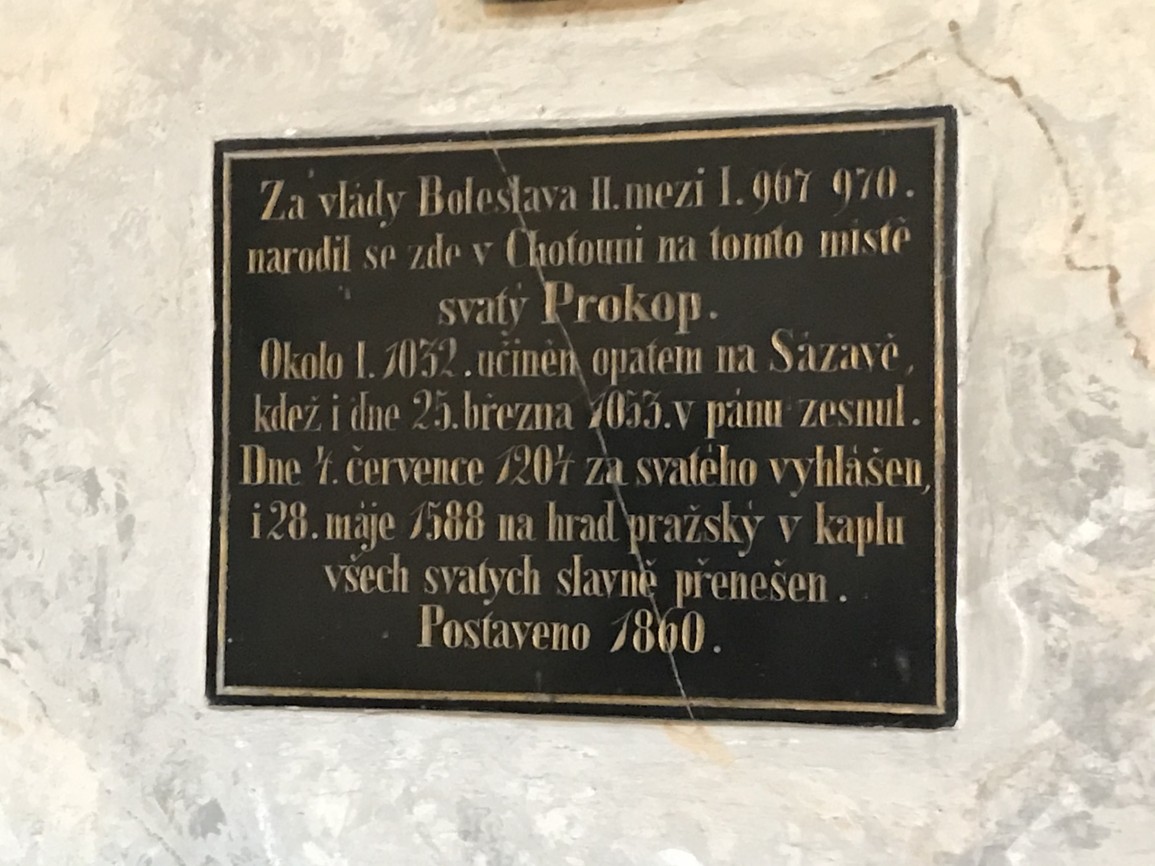 Za vlády Boleslava II. mezi l. 967 970.
narodil se zde v Chotouni na tomto místě
svatý Prokop.
Okolo l. 1032. učiněn opatem na Sázavě,
kdež i dne 25. března 1053. v pánu zesnul.
Dne 4. července 1204 za svatého vyhlášen,
i 28. máje 1588 na hrad pražský v kaplu
všech svatych slavně přenešen.
Postaveno 1860.